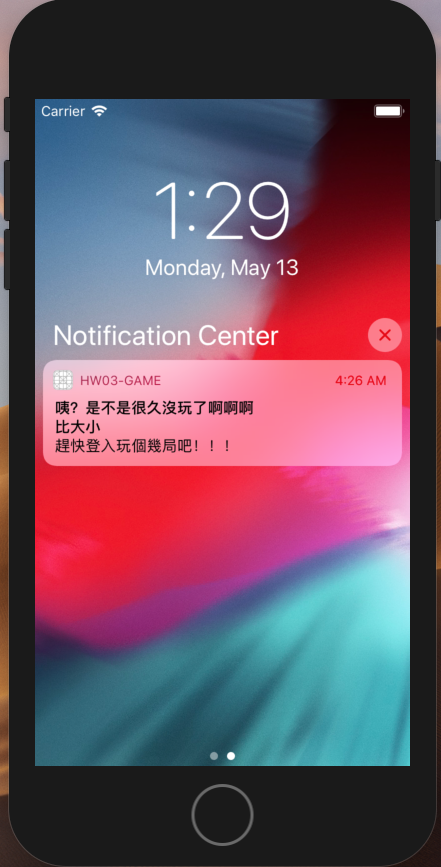 Carrier
1:29
Monday, May 13
Notification Center
HW03-GAME 4:26 AM
咦？是不是很久沒玩了啊啊啊
比大小
趕快登入玩個幾局吧！！！